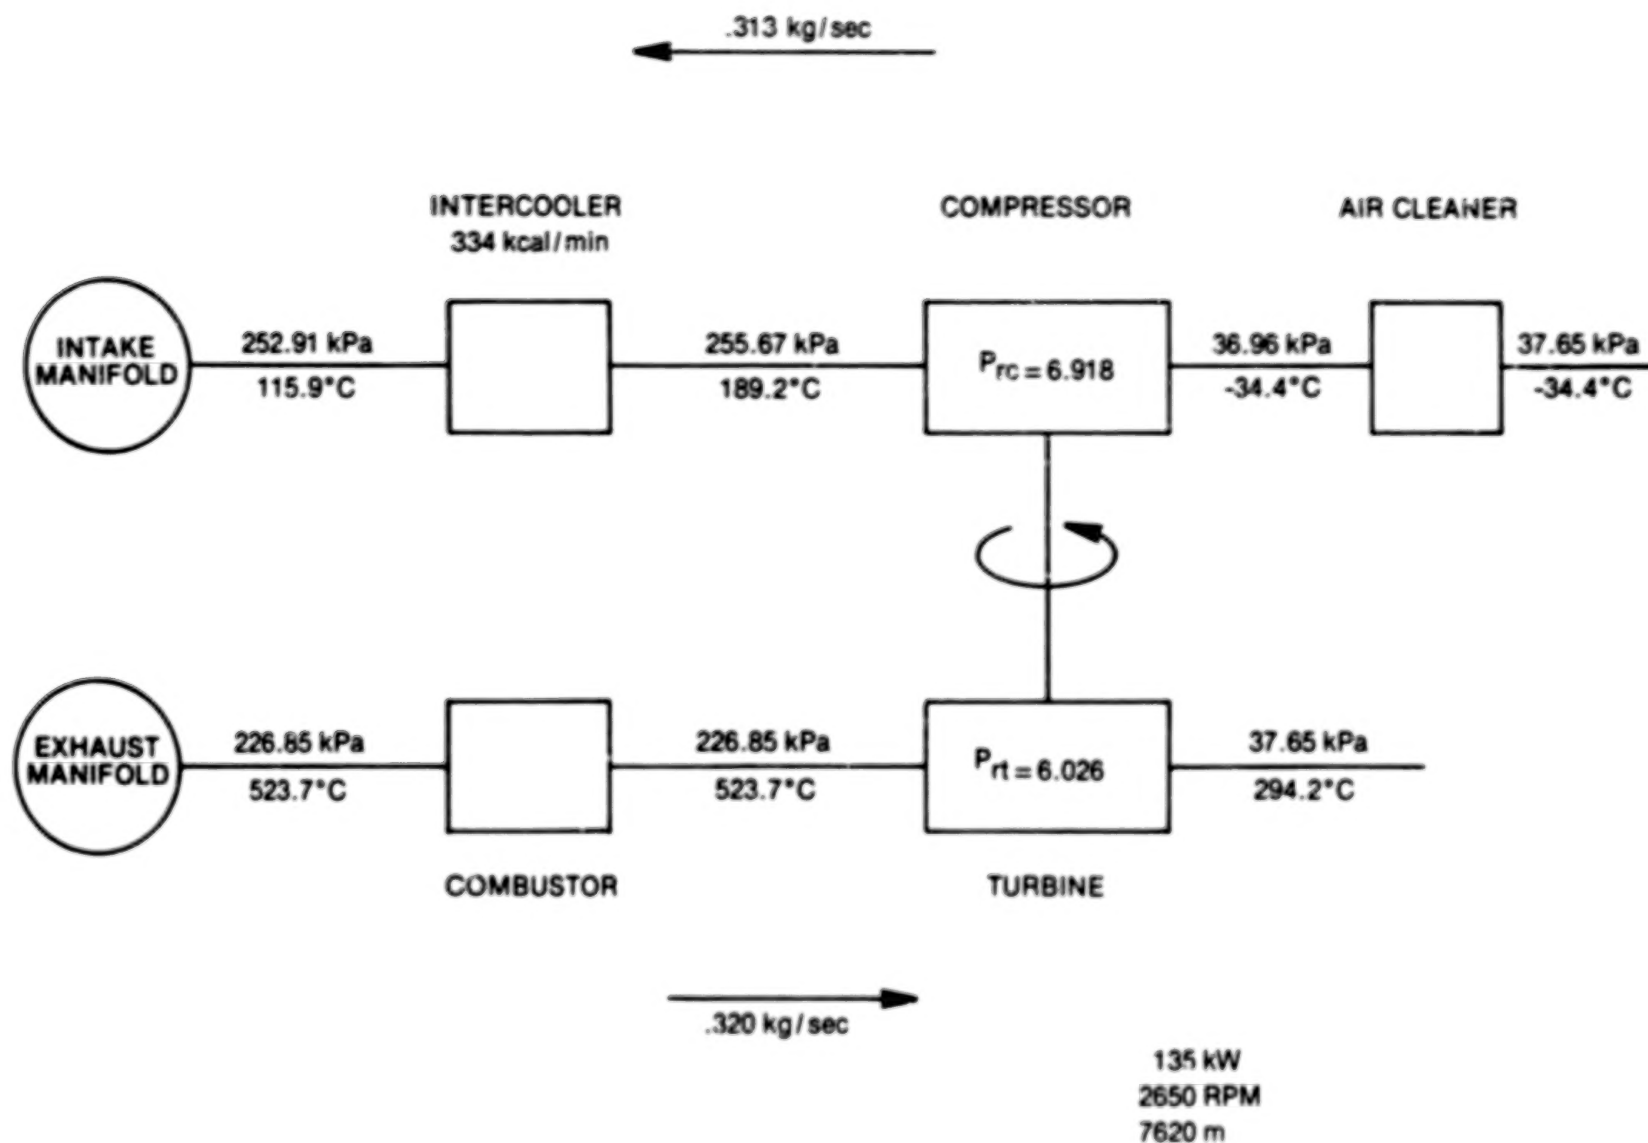 .313 kg/sec
INTERCOOLER
334 kcal/min
COMPRESSOR
AIR CLEANER
INTAKE
MANIFOLD
252.91 kPa
115.9°C
255.67 kPa
189.2°C
Prc = 6.918
36.96 kPa
-34.4°C
37.65 kPa
-34.4°C
EXHAUST
MANIFOLD
226.85 kPa
523.7°C
226.85 kPa
523.7°C
Prt = 6.026
37.65 kPa
294.2°C
COMBUSTOR
TURBINE
.320 kg/sec
135 kW
2650 RPM
7620 m